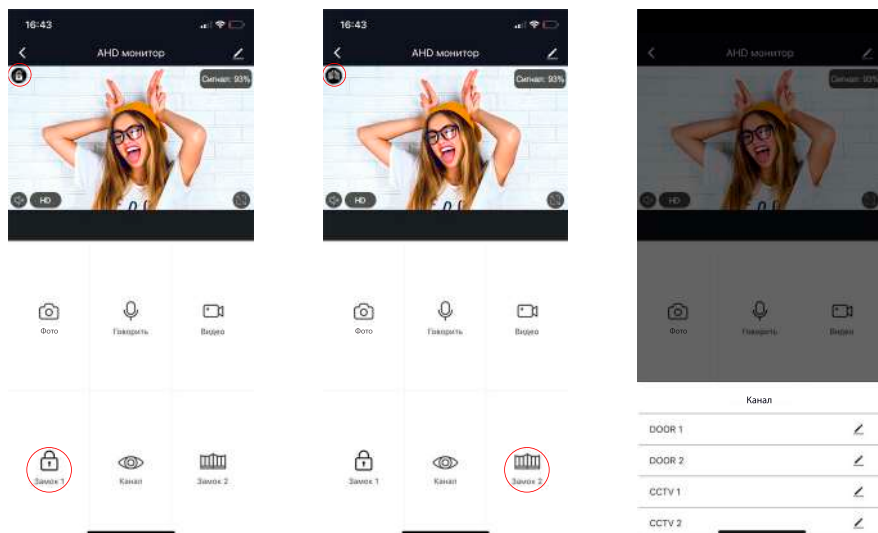 16:43
AHD монитор
Сигнал: 93%
HD
Фото
Говорить
Видео
Замок 1
Канал
Замок 2
16:43
AHD монитор
Сигнал: 93%
HD
Фото
Говорить
Видео
Замок 1
Канал
Замок 2
AHD монитор
Сигнал: 93%
HD
Фото
Говорить
Видео
Канал
DOOR 1
DOOR 2
CCTV 1
CCTV 2